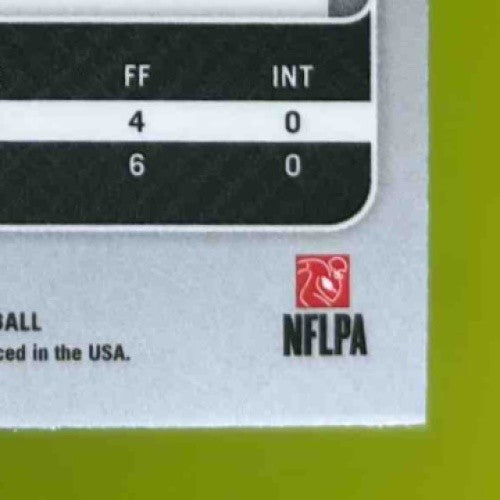 FF INT
4 0
6 0
BALL
ced in the USA.
NFLPA